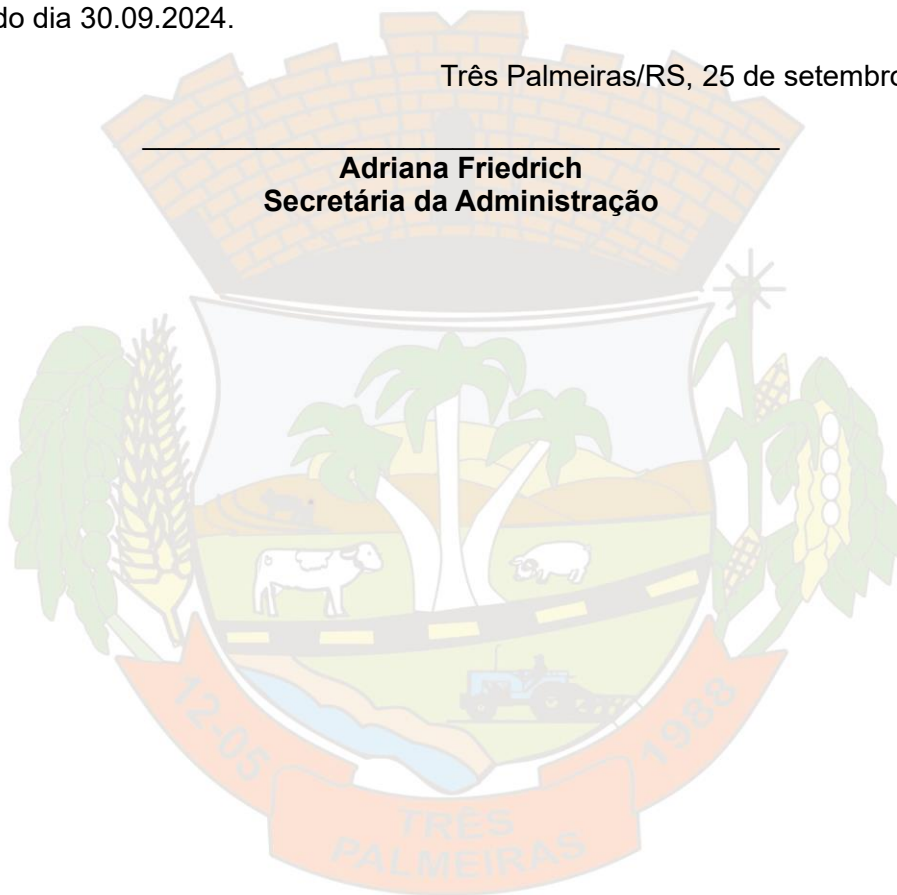 do dia 30.09.2024.
Três Palmeiras/RS, 25 de setembro
Adriana Friedrich
Secretária da Administração
12-05
1988
TRÊS
PALMEIRAS